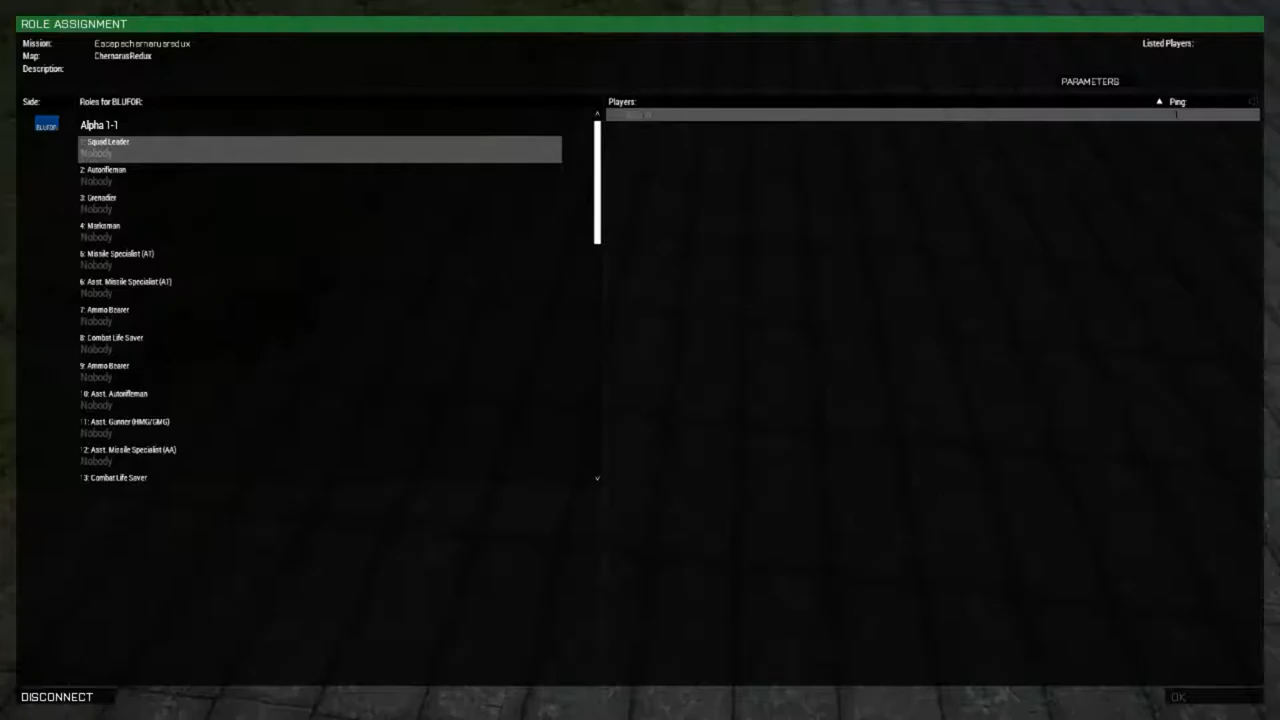 ROLE ASSIGNMENT
Mission: Escapechernarusredux
Map: ChernarusRedux
Listed Players:
Description:
PARAMETERS
Side: Roles for BLUFOR: Players: Ping:
BLUFOR Alpha 1-1
1: Squad Leader
Nobody
2: Autorifleman
Nobody
3: Grenadier
Nobody
4: Marksman
Nobody
5: Missile Specialist (AT)
Nobody
6: Asst. Missile Specialist (AT)
Nobody
7: Ammo Bearer
Nobody
8: Combat Life Saver
Nobody
9: Ammo Bearer
Nobody
10: Asst. Autorifleman
Nobody
11: Asst. Gunner (HMG/GMG)
Nobody
12: Asst. Missile Specialist (AA)
Nobody
13: Combat Life Saver
DISCONNECT
OK